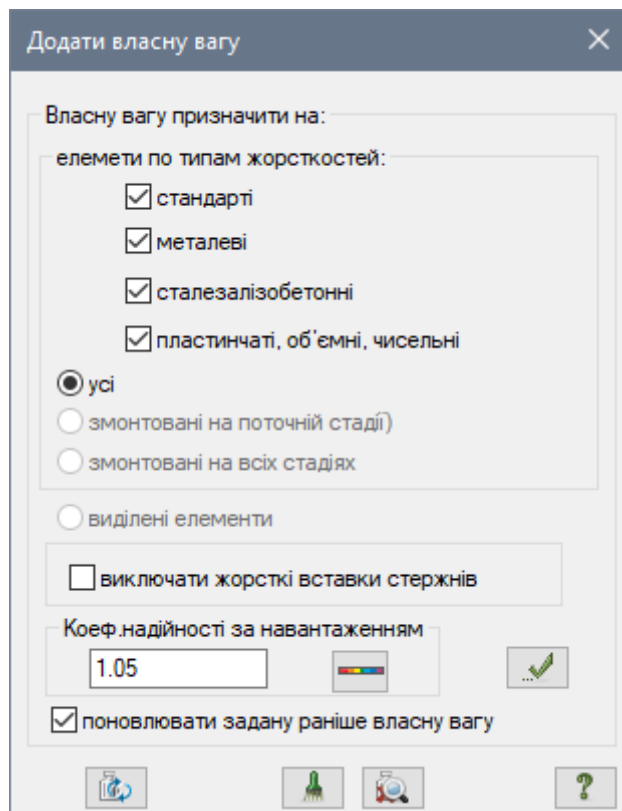 Додати власну вагу
Власну вагу призначити на:
елемети по типам жорсткостей:
стандарті
металеві
сталезалізобетонні
пластинчаті, об'ємні, чисельні
усі
змонтовані на поточній стадії)
змонтовані на всіх стадіях
виділені елементи
виключати жорсткі вставки стержнів
Коеф.надійності за навантаженням
1.05
поновлювати задану раніше власну вагу